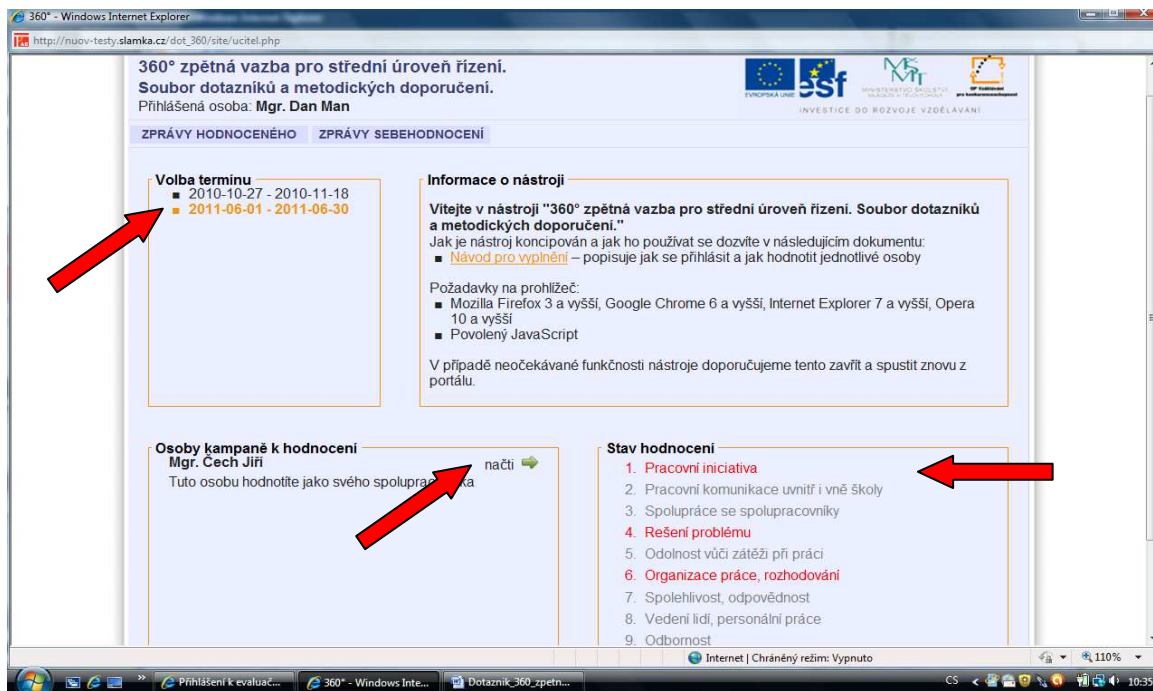 360° - Windows Internet Explorer
http://nuov-testy.slamka.cz/dot_360/site/ucitel.php
360° zpětná vazba pro střední úroveň řízení.
Soubor dotazníků a metodických doporučení.
Přihlášená osoba: Mgr. Dan Man
EVROPSKÁ UNIE
esf
MŠMT
INVESTICE DO ROZVOJE VZDĚLÁVÁNÍ
ZPRÁVY HODNOCENÉHO ZPRÁVY SEBEHODNOCENÍ
Volba termínu
2010-10-27 - 2010-11-18
2011-06-01 - 2011-06-30
Informace o nástroji
Vítejte v nástroji "360° zpětná vazba pro střední úroveň řízení. Soubor dotazníků
a metodických doporučení."
Jak je nástroj koncipován a jak ho používat se dozvíte v následujícím dokumentu:
Návod pro vyplnění – popisuje jak se přihlásit a jak hodnotit jednotlivé osoby
Požadavky na prohlížeč:
Mozilla Firefox 3 a vyšší, Google Chrome 6 a vyšší, Internet Explorer 7 a vyšší, Opera
10 a vyšší
Povolený JavaScript
V případě neočekávané funkčnosti nástroje doporučujeme tento zavřít a spustit znovu z
portálu.
Osoby kampaně k hodnocení
Mgr. Čech Jiří
načti
Tuto osobu hodnotíte jako svého
Stav hodnocení
1. Pracovní iniciativa
2. Pracovní komunikace uvnitř i vně školy
3. Spolupráce se spolupracovníky
4. Rešení problému
5. Odolnost vůči zátěži při práci
6. Organizace práce, rozhodování
7. Spolehlivost, odpovědnost
8. Vedení lidí, personální práce
9. Odbornost
Internet | Chráněný režim: Vypnuto
110%
Přihlášení k evaluač...
360° - Windows Inte...
Dotaznik_360_zpetn...
CS
10:35